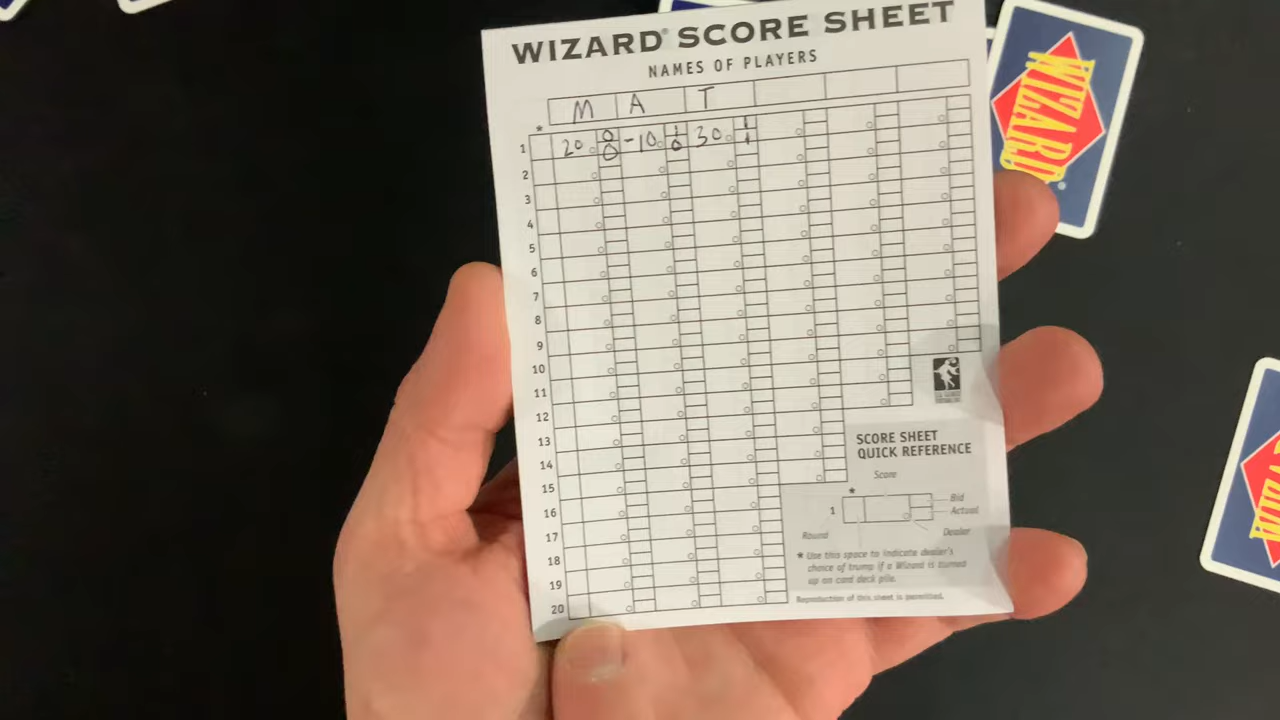 WIZARD® SCORE SHEET
NAMES OF PLAYERS
M A T
*
1 20 0 0 -10 1 0 30 1 1
2
3
4
5
6
7
8
9
10
11
12
13
14
15
16
17
18
19
20
SCORE SHEET
QUICK REFERENCE
Score
*
Bid
1
Actual
Round
Dealer
* Use this space to indicate dealer's
choice of trump if a Wizard is turned
up on card deck pile.
Reproduction of this sheet is permitted.
WIZARD®